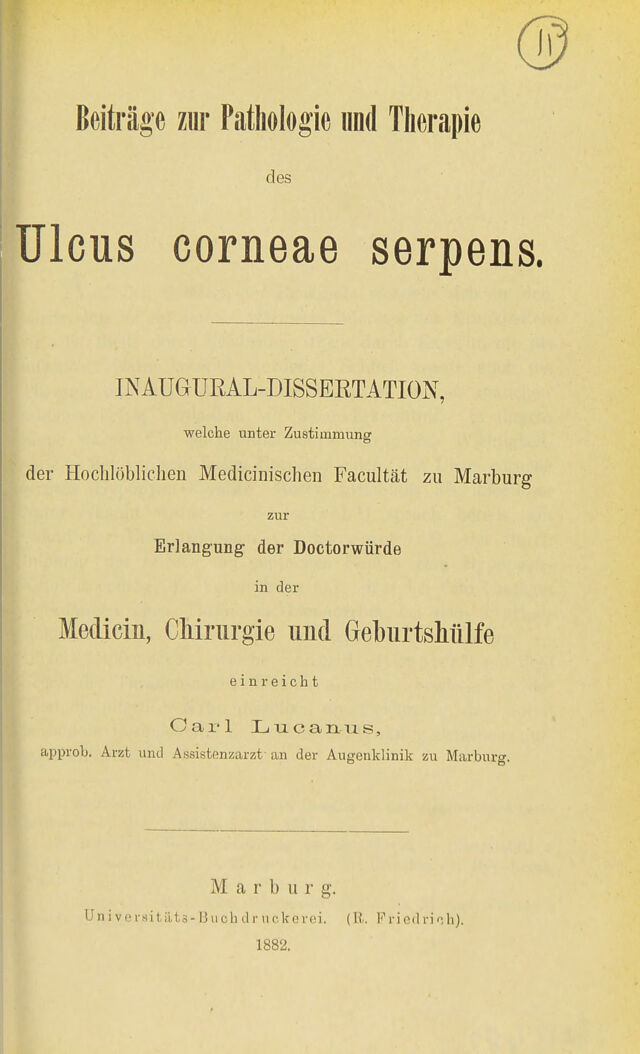 Beiträge zur Pathologie und Therapie
des
Ulcus corneae serpens.
INAUGURAL-DISSERTATION,
welche unter Zustimmung
der Hochlöblichen Medicinischen Facultät zu Marburg
zur
Erlangung der Doctorwürde
in der
Medicin, Chirurgie und Geburtshülfe
einreicht
Carl Lucanus,
approb. Arzt und Assistenzarzt an der Augenklinik zu Marburg.
Marburg.
Universitäts-Buchdruckerei. (R. Friedrich).
1882.